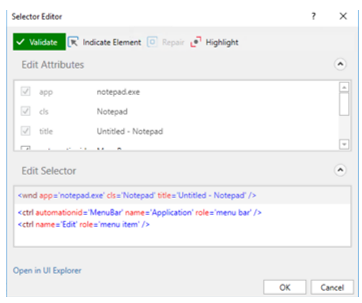 Selector Editor
? X
Validate Indicate Element Repair Highlight
Edit Attributes
app notepad.exe
cls Notepad
title Untitled - Notepad
Edit Selector
<wnd app='notepad.exe' cls='Notepad' title='Untitled - Notepad' />
<ctrl automationid='MenuBar' name='Application' role='menu bar' />
<ctrl name='Edit' role='menu item' />
Open in UI Explorer
OK Cancel